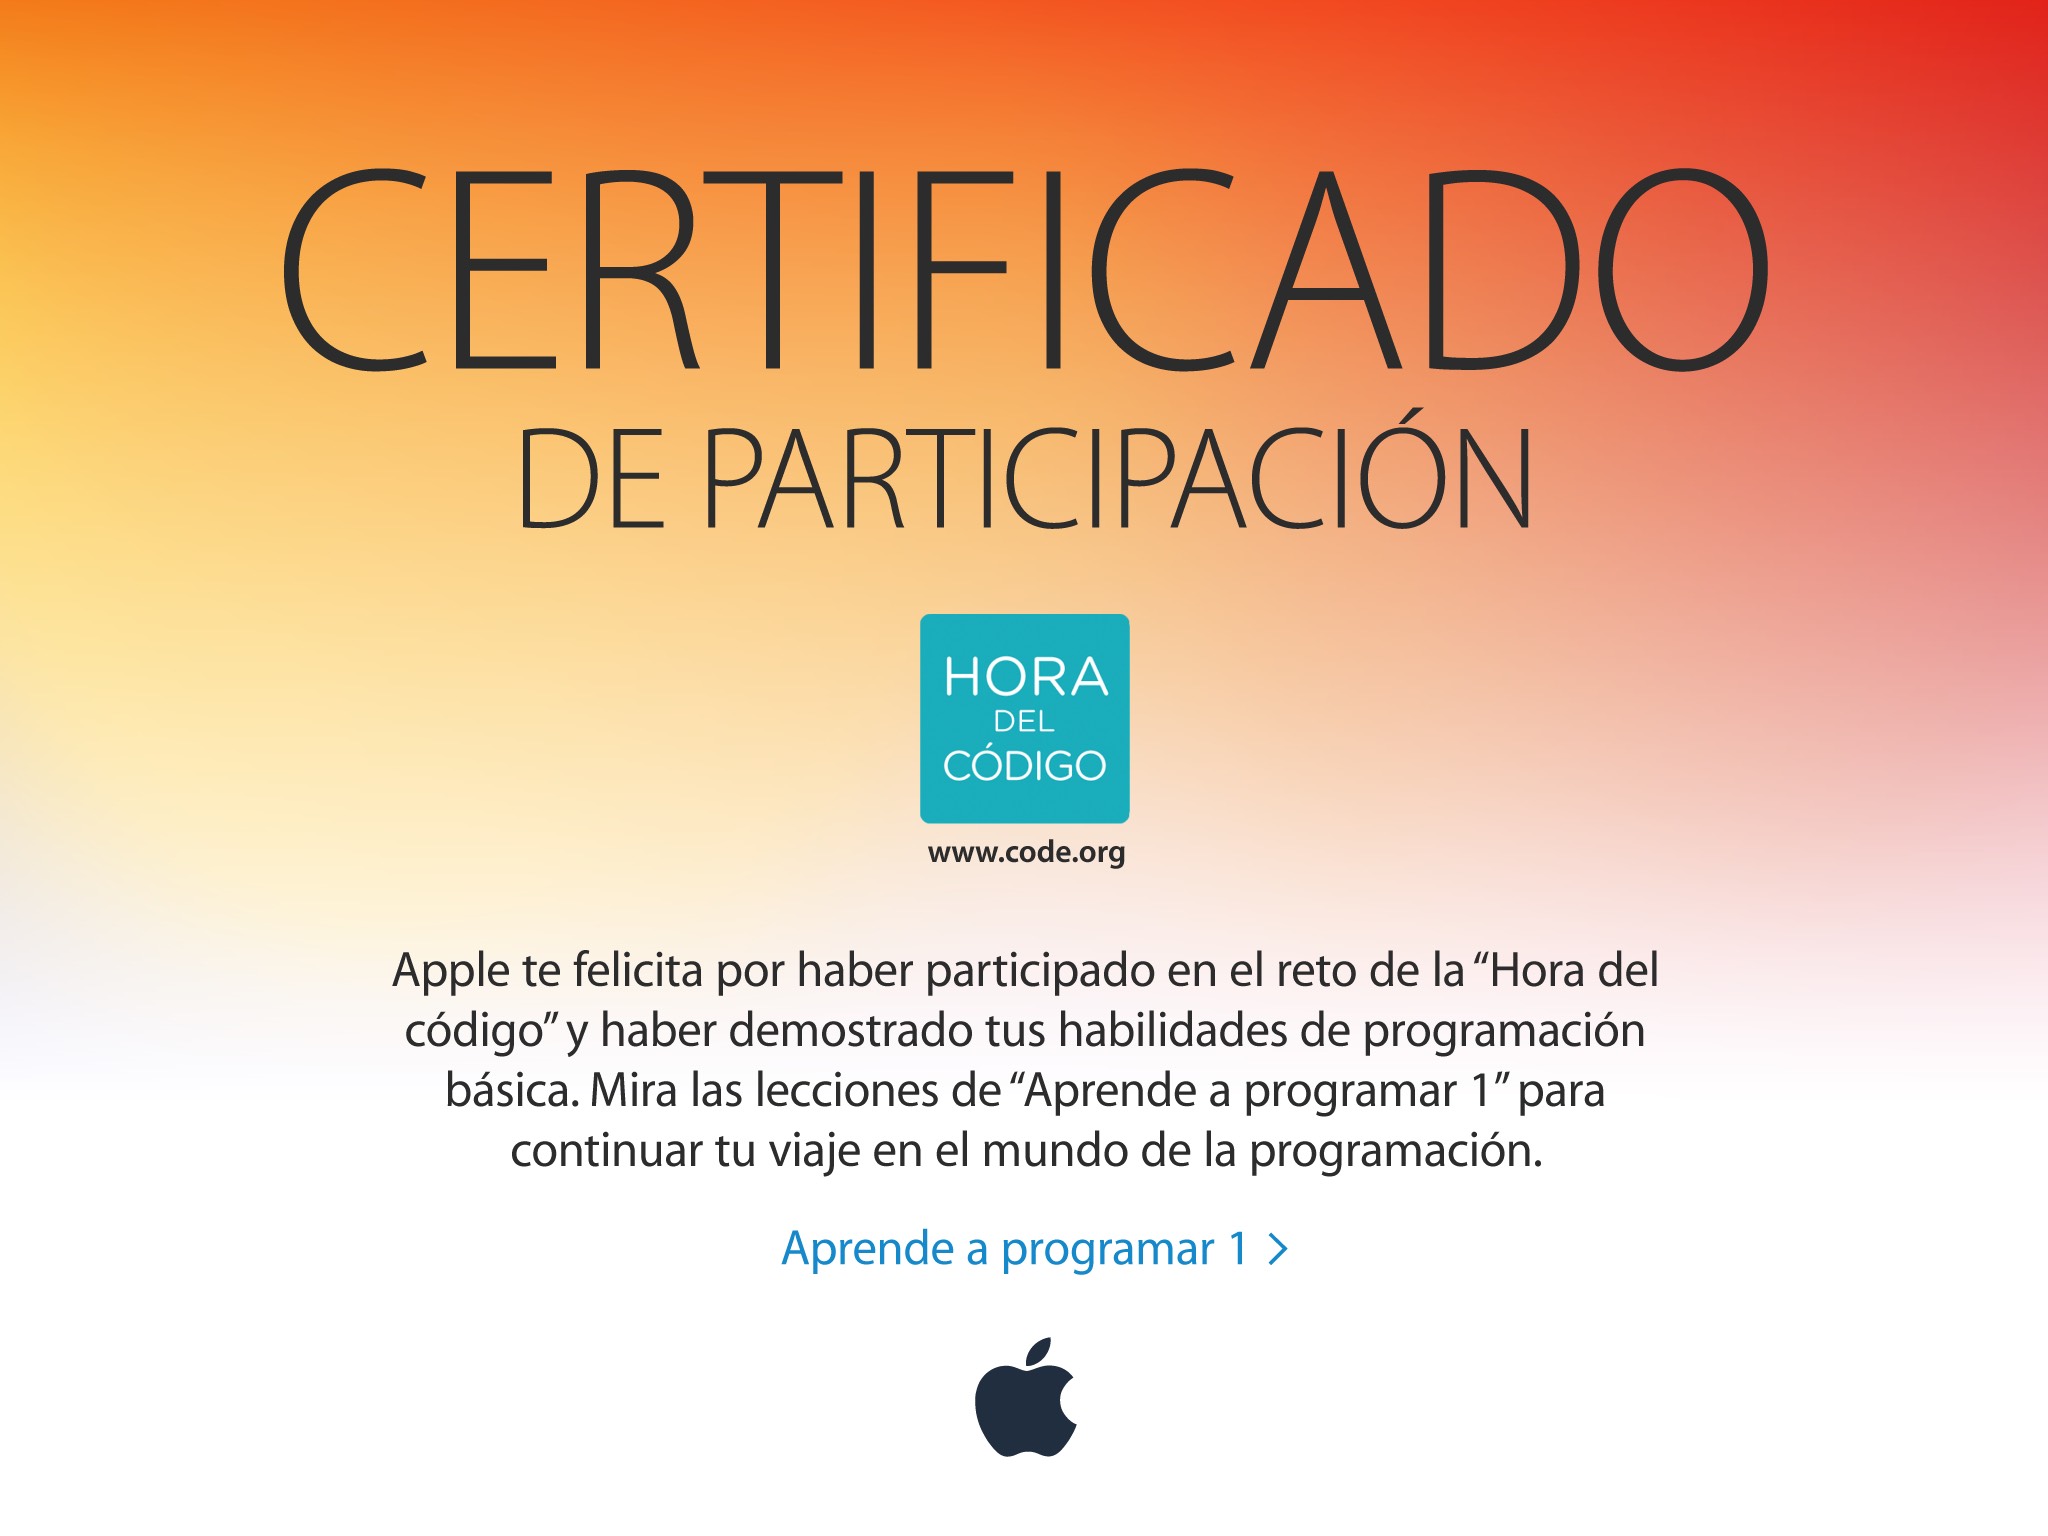 CERTIFICADO
DE PARTICIPACIÓN
HORA
DEL
CÓDIGO
www.code.org
Apple te felicita por haber participado en el reto de la “Hora del
código” y haber demostrado tus habilidades de programación
básica. Mira las lecciones de “Aprende a programar 1” para
continuar tu viaje en el mundo de la programación.
Aprende a programar 1 >